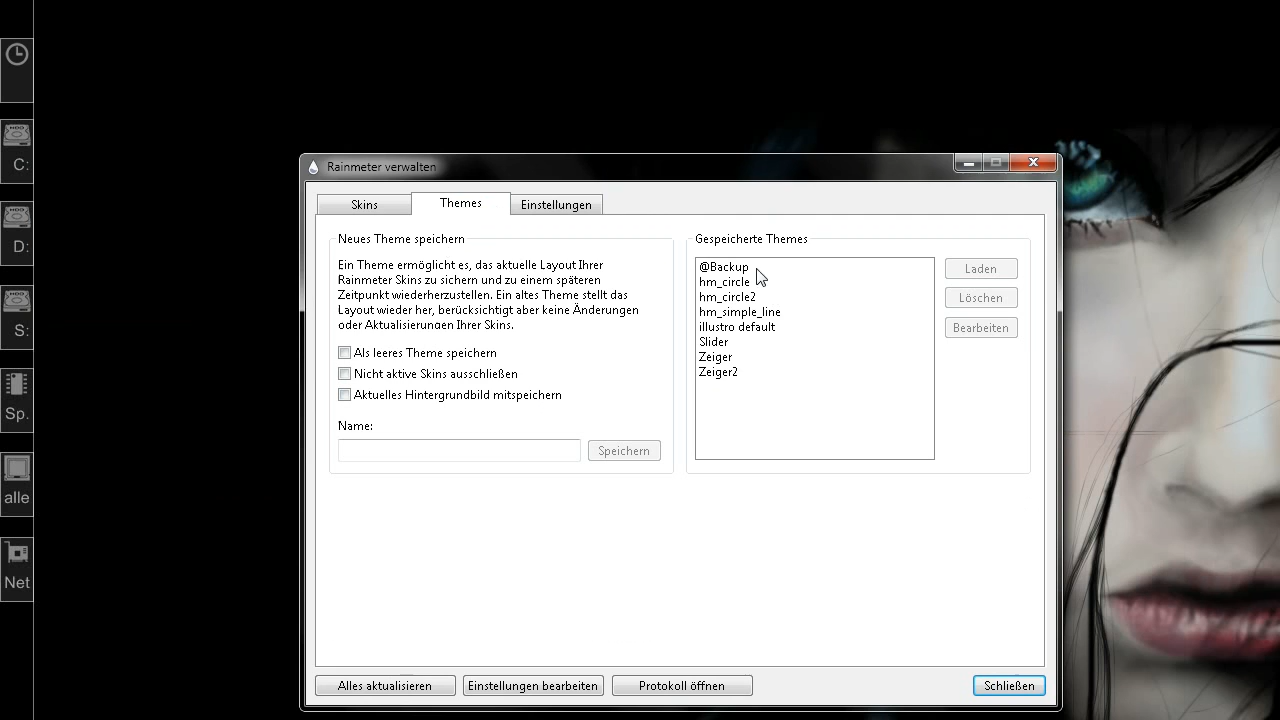 C:
D:
S:
Sp.
alle
Net
Rainmeter verwalten
Skins
Themes
Einstellungen
Neues Theme speichern
Ein Theme ermöglicht es, das aktuelle Layout Ihrer
Rainmeter Skins zu sichern und zu einem späteren
Zeitpunkt wiederherzustellen. Ein altes Theme stellt das
Layout wieder her, berücksichtigt aber keine Änderungen
oder Aktualisierungen Ihrer Skins.
Als leeres Theme speichern
Nicht aktive Skins ausschließen
Aktuelles Hintergrundbild mitspeichern
Name:
Speichern
Gespeicherte Themes
@Backup
hm_circle
hm_circle2
hm_simple_line
illustro default
Slider
Zeiger
Zeiger2
Laden
Löschen
Bearbeiten
Alles aktualisieren
Einstellungen bearbeiten
Protokoll öffnen
Schließen